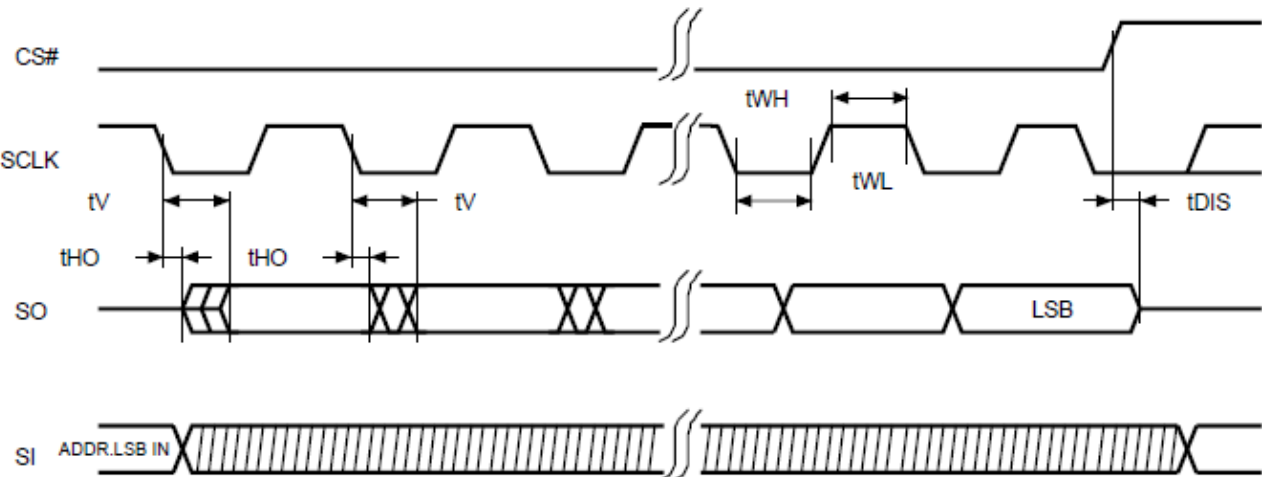 CS#
tWH
SCLK
tWL
tV
tV
tDIS
tHO
tHO
SO
LSB
SI
ADDR.LSB IN